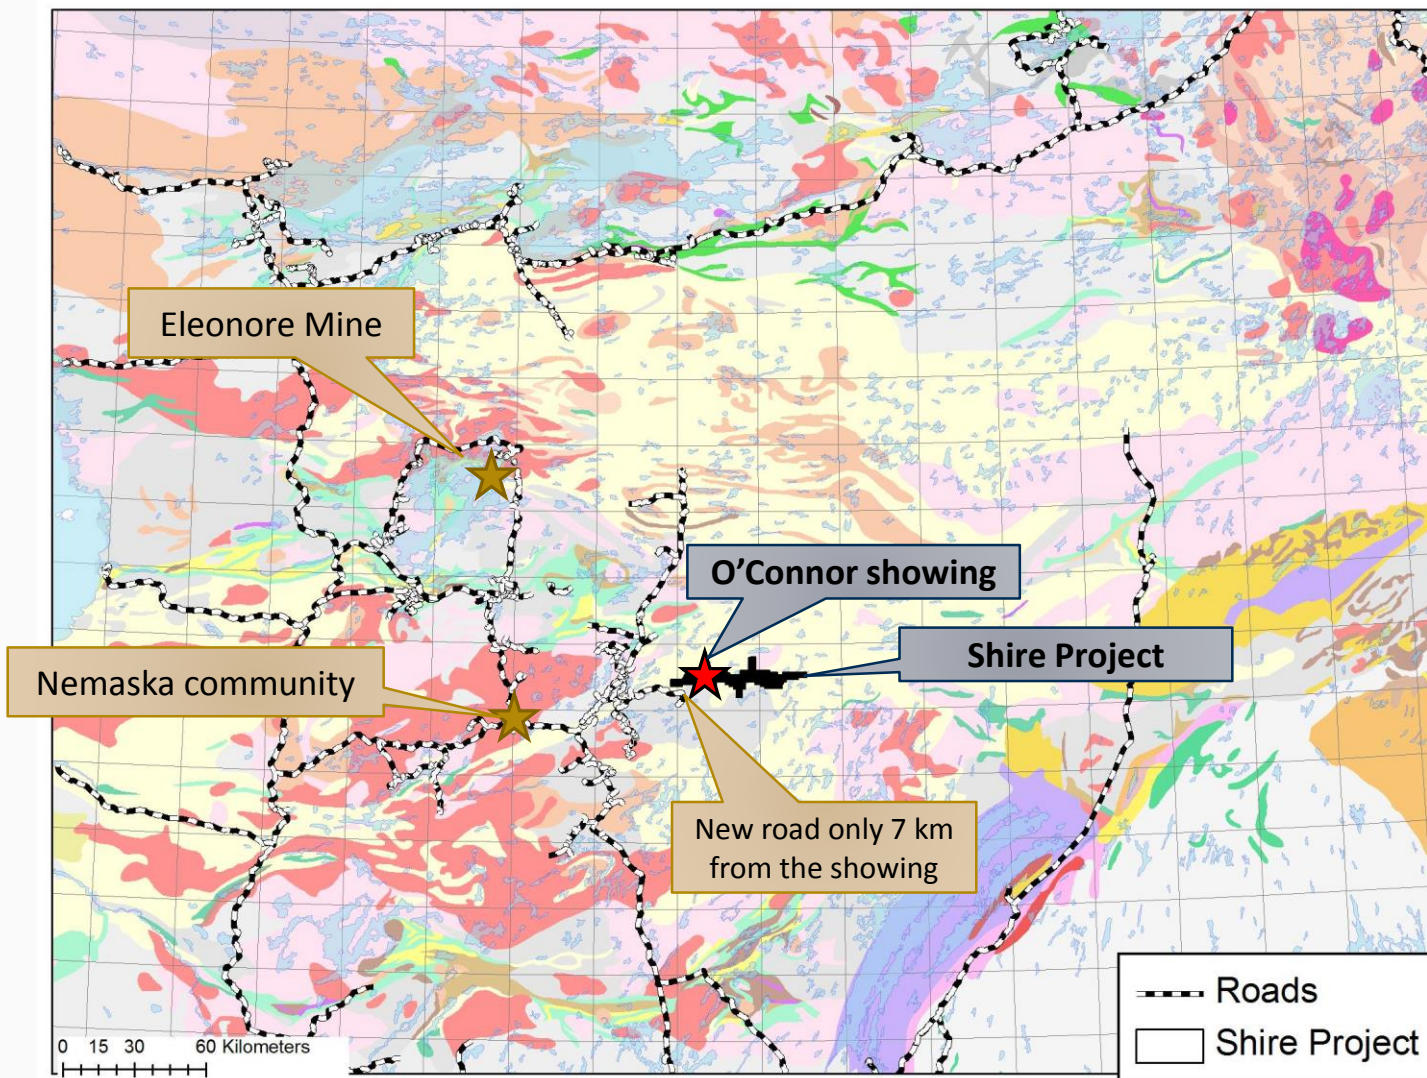 Eleonore Mine
O’Connor showing
Shire Project
Nemaska community
New road only 7 km
from the showing
Roads
Shire Project
0 15 30 60 Kilometers